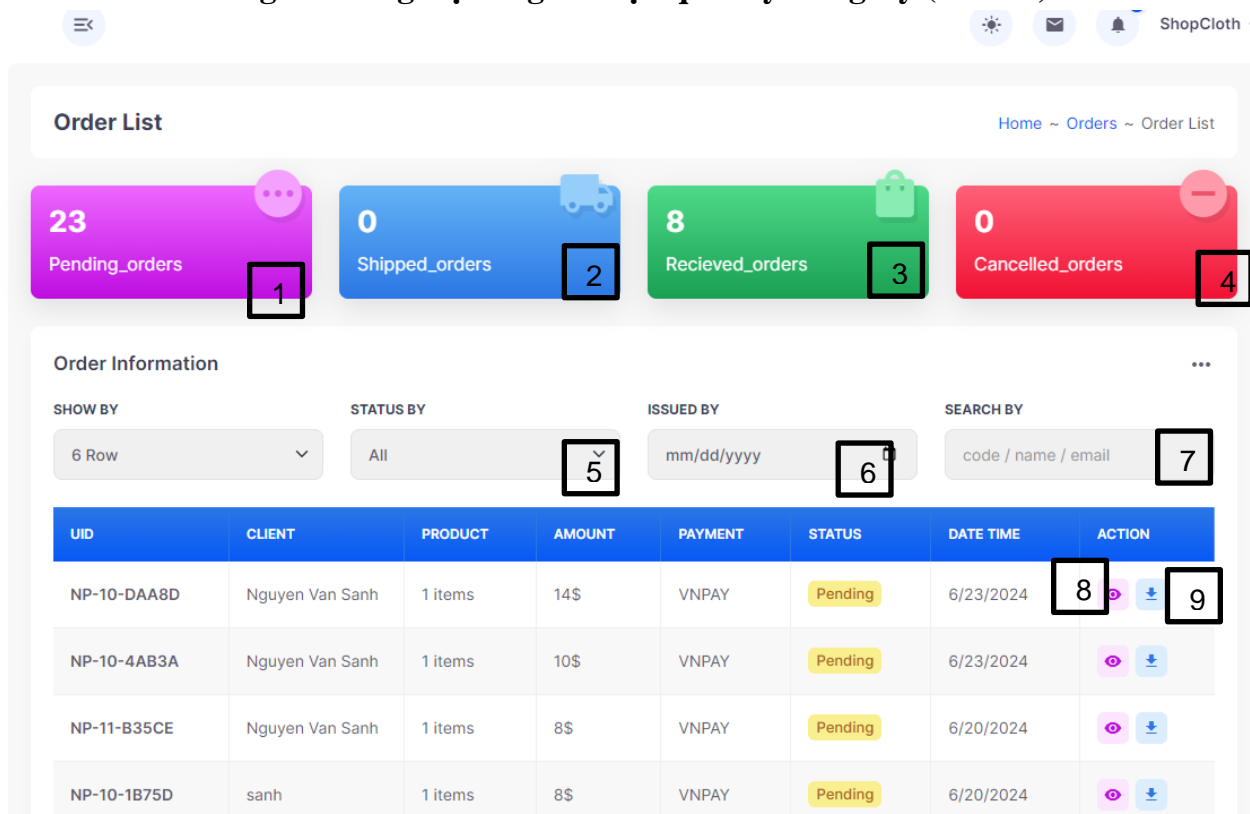 ShopCloth
Order List
Home ~ Orders ~ Order List
23
Pending_orders
1
0
Shipped_orders
2
8
Recieved_orders
3
0
Cancelled_orders
4
Order Information
SHOW BY STATUS BY ISSUED BY SEARCH BY
6 Row All 5 mm/dd/yyyy 6 code / name / email 7
UID CLIENT PRODUCT AMOUNT PAYMENT STATUS DATE TIME ACTION
NP-10-DAA8D Nguyen Van Sanh 1 items 14$ VNPAY Pending 6/23/2024 8 9
NP-10-4AB3A Nguyen Van Sanh 1 items 10$ VNPAY Pending 6/23/2024
NP-11-B35CE Nguyen Van Sanh 1 items 8$ VNPAY Pending 6/20/2024
NP-10-1B75D sanh 1 items 8$ VNPAY Pending 6/20/2024